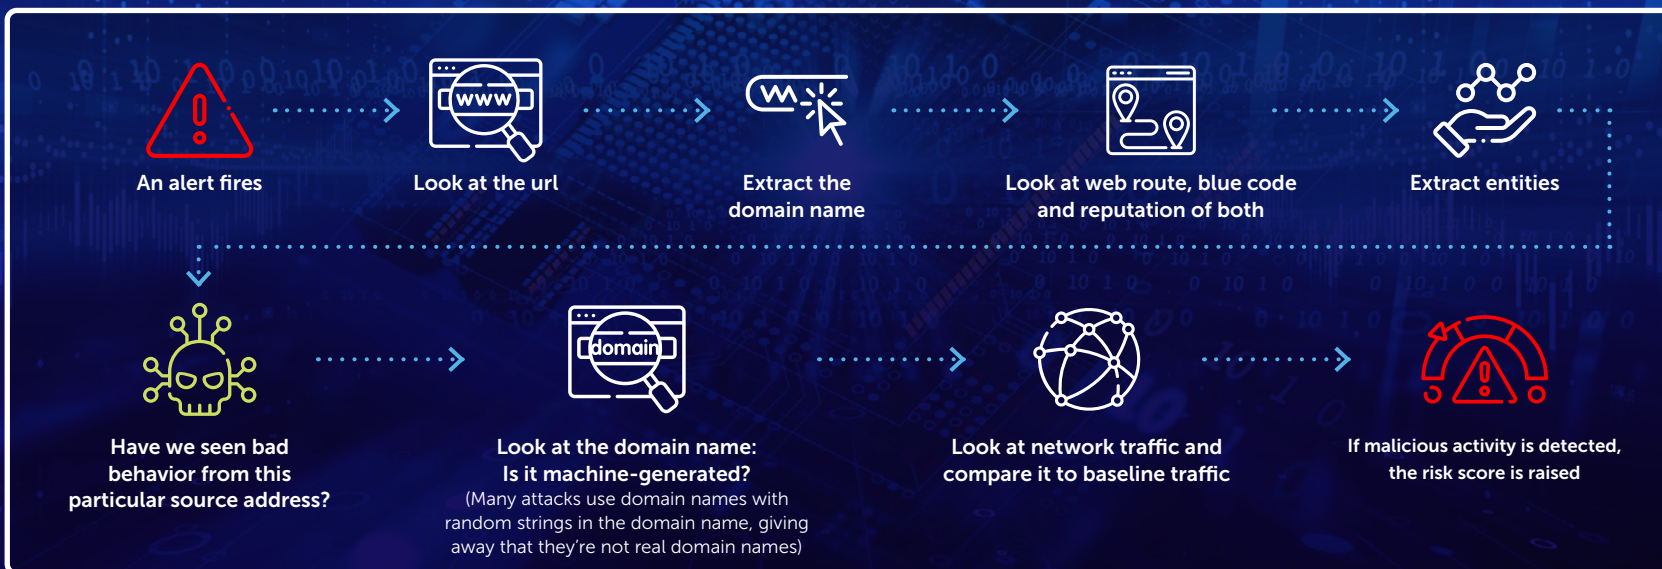 An alert fires
www
Look at the url
Extract the
domain name
Look at web route, blue code
and reputation of both
Extract entities
Have we seen bad
behavior from this
particular source address?
domain
Look at the domain name:
Is it machine-generated?
(Many attacks use domain names with
random strings in the domain name, giving
away that they're not real domain names)
Look at network traffic and
compare it to baseline traffic
If malicious activity is detected,
the risk score is raised